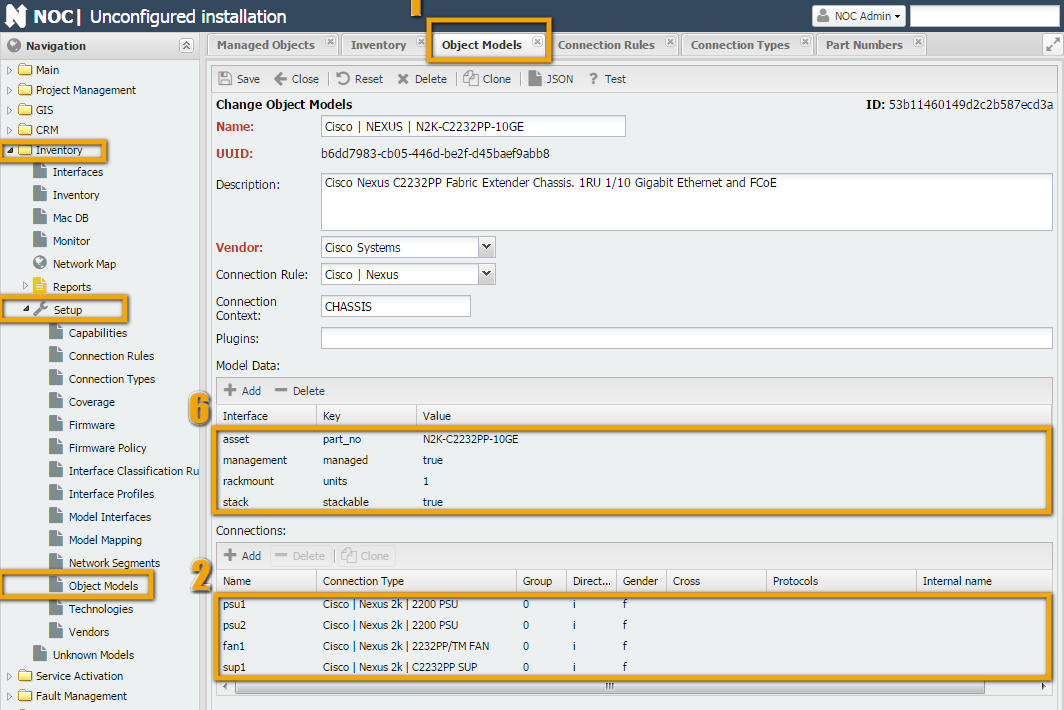 NOC| Unconfigured installation
1
NOC Admin
Navigation
Managed Objects
Inventory
Object Models
Connection Rules
Connection Types
Part Numbers
Main
Project Management
GIS
CRM
Inventory
Interfaces
Inventory
Mac DB
Monitor
Network Map
Reports
Setup
Capabilities
Connection Rules
Connection Types
Coverage
Firmware
Firmware Policy
Interface Classification Ru
Interface Profiles
Model Interfaces
Model Mapping
Network Segments
Object Models
Technologies
Vendors
Unknown Models
Service Activation
Fault Management
Save Close Reset Delete Clone JSON ? Test
Change Object Models
ID: 53b11460149d2c2b587ecd3a
Name: Cisco | NEXUS | N2K-C2232PP-10GE
UUID: b6dd7983-cb05-446d-be2f-d45baef9abb8
Description: Cisco Nexus C2232PP Fabric Extender Chassis. 1RU 1/10 Gigabit Ethernet and FCoE
Vendor: Cisco Systems
Connection Rule: Cisco | Nexus
Connection
Context: CHASSIS
Plugins:
Model Data:
Add Delete
6
Interface Key Value
asset part_no N2K-C2232PP-10GE
management managed true
rackmount units 1
stack stackable true
Connections:
Add Delete Clone
2
Name Connection Type Group Direct... Gender Cross Protocols Internal name
psu1 Cisco | Nexus 2k | 2200 PSU 0 i f
psu2 Cisco | Nexus 2k | 2200 PSU 0 i f
fan1 Cisco | Nexus 2k | 2232PP/TM FAN 0 i f
sup1 Cisco | Nexus 2k | C2232PP SUP 0 i f